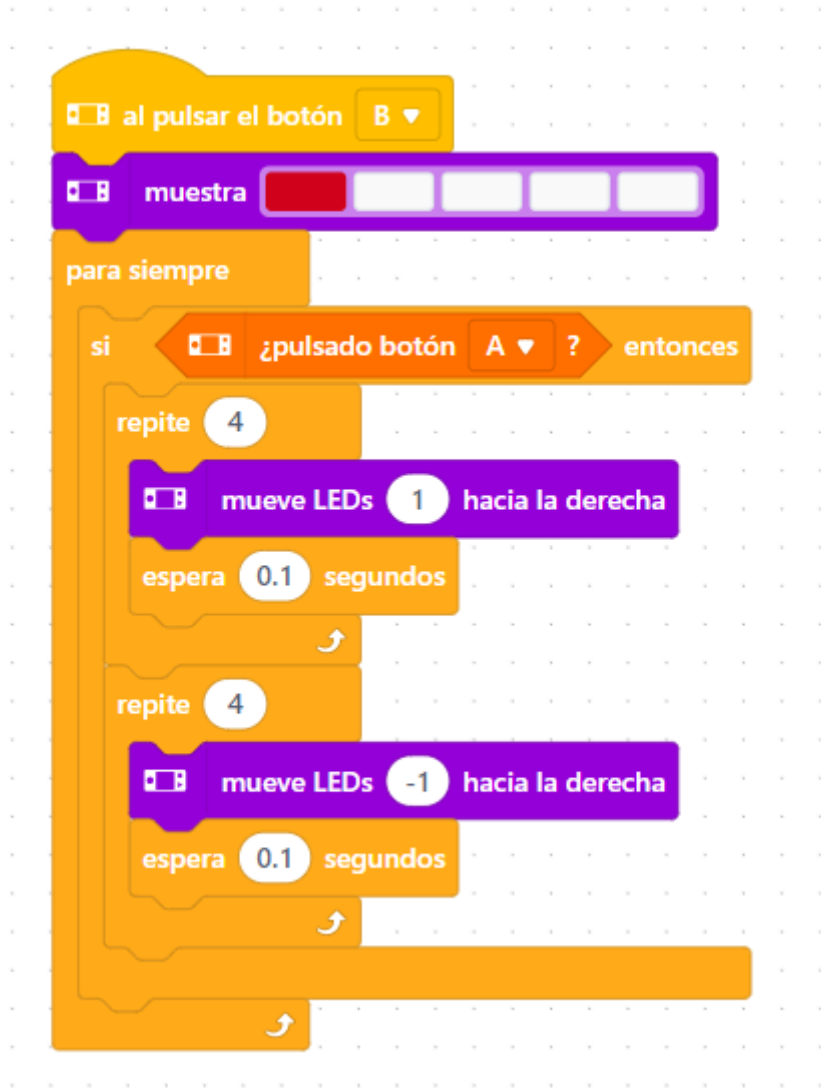 al pulsar el botón B
muestra
para siempre
si ¿pulsado botón A ? entonces
repite 4
mueve LEDs 1 hacia la derecha
espera 0.1 segundos
repite 4
mueve LEDs -1 hacia la derecha
espera 0.1 segundos